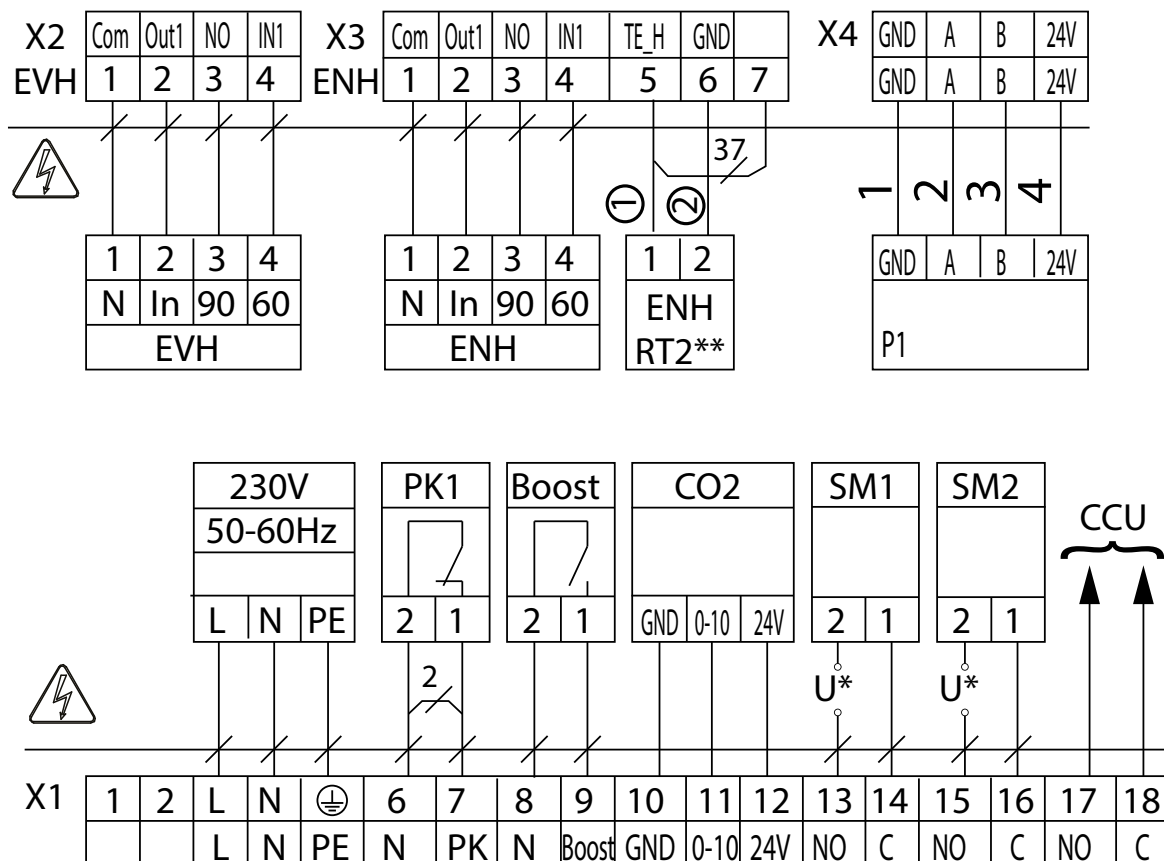 X2 Com Out1 NO IN1 X3 Com Out1 NO IN1 TE_H GND X4 GND A B 24V
EVH 1 2 3 4 ENH 1 2 3 4 5 6 7 GND A B 24V
37
1 2 1 2 3 4
1 2 3 4 1 2 3 4 1 2 GND A B 24V
N In 90 60 N In 90 60 ENH
EVH ENH RT2** P1
230V PK1 Boost CO2 SM1 SM2
50-60Hz CCU
L N PE 2 1 2 1 GND 0-10 24V 2 1 2 1
2 U* U*
X1 1 2 L N 6 7 8 9 10 11 12 13 14 15 16 17 18
L N PE N PK N Boost GND 0-10 24V NO C NO C NO C